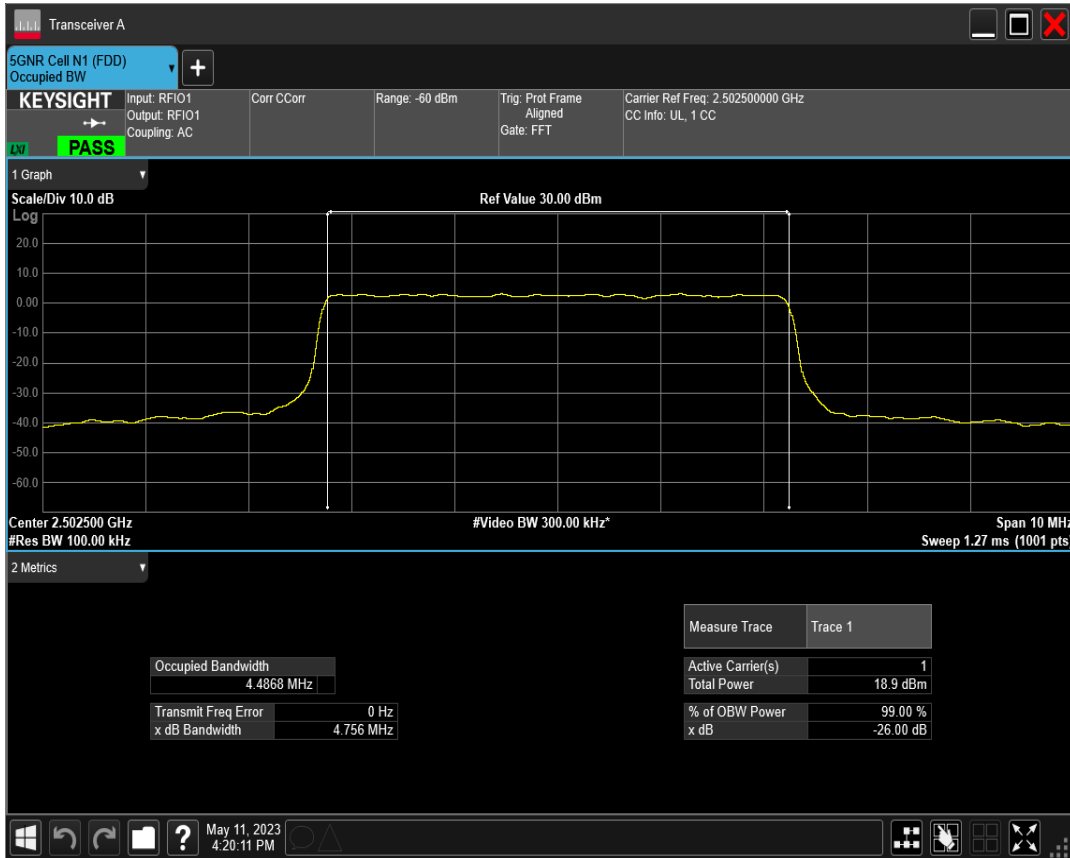 Transceiver A
5GNR Cell N1 (FDD)
Occupied BW
+
KEYSIGHT
LXI
PASS
Input: RFIO1
Output: RFIO1
Coupling: AC
Corr CCorr
Range: -60 dBm
Trig: Prot Frame
Aligned
Gate: FFT
Carrier Ref Freq: 2.502500000 GHz
CC Info: UL, 1 CC
1 Graph
Scale/Div 10.0 dB
Ref Value 30.00 dBm
Log
20.0
10.0
0.00
-10.0
-20.0
-30.0
-40.0
-50.0
-60.0
Center 2.502500 GHz
#Video BW 300.00 kHz*
Span 10 MHz
#Res BW 100.00 kHz
Sweep 1.27 ms (1001 pts)
2 Metrics
Measure Trace Trace 1
Occupied Bandwidth
4.4868 MHz
Active Carrier(s) 1
Total Power 18.9 dBm
Transmit Freq Error 0 Hz
x dB Bandwidth 4.756 MHz
% of OBW Power 99.00 %
x dB -26.00 dB
?
May 11, 2023
4:20:11 PM